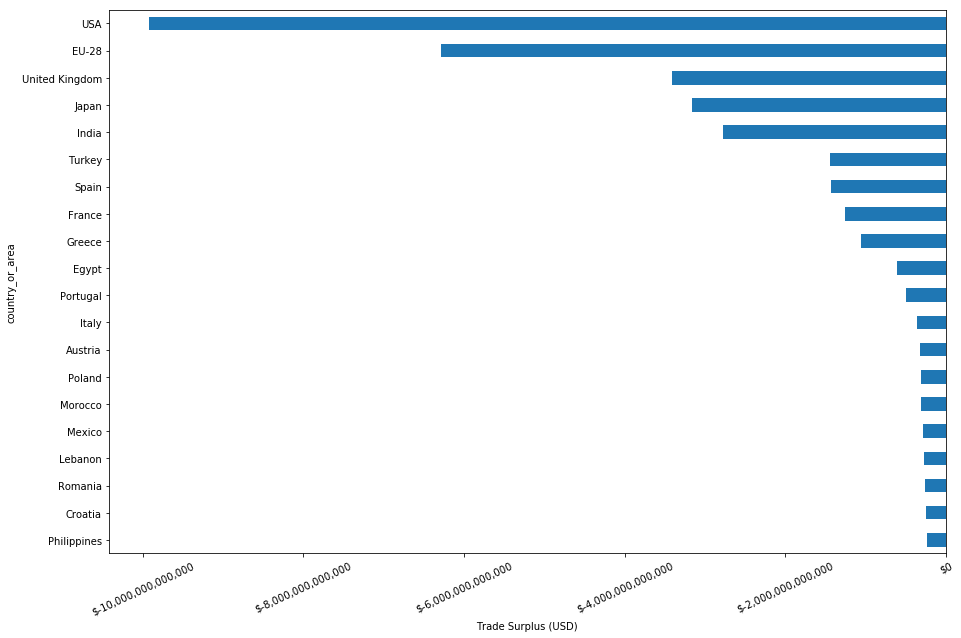 USA
EU-28
United Kingdom
Japan
India
Turkey
Spain
France
Greece
Egypt
Portugal
Italy
Austria
Poland
Morocco
Mexico
Lebanon
Romania
Croatia
Philippines
country_or_area
$-10,000,000,000,000
$-8,000,000,000,000
$-6,000,000,000,000
$-4,000,000,000,000
$-2,000,000,000,000
$0
Trade Surplus (USD)